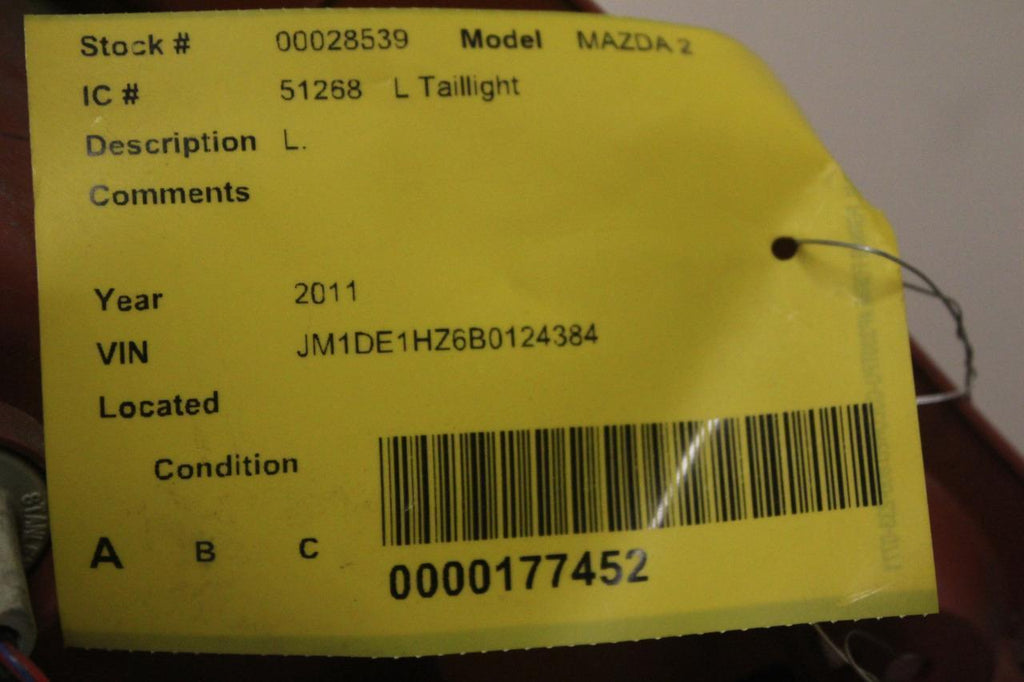 Stock # 00028539 Model MAZDA 2
IC # 51268 L Taillight
Description L.
Comments
Year 2011
VIN JM1DE1HZ6B0124384
Located
Condition
A B C
0000177452